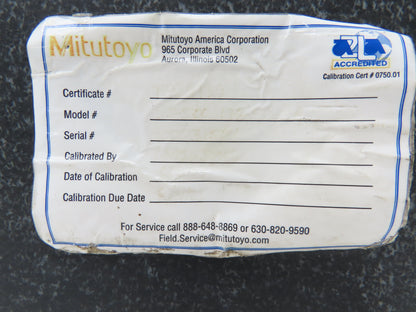 Mitutoyo
Mitutoyo America Corporation
965 Corporate Blvd
Aurora, Illinois 60502
A2LA
ACCREDITED
Calibration Cert # 0750.01
Certificate #
Model #
Serial #
Calibrated By
Date of Calibration
Calibration Due Date
For Service call 888-648-8869 or 630-820-9590
Field.Service@mitutoyo.com